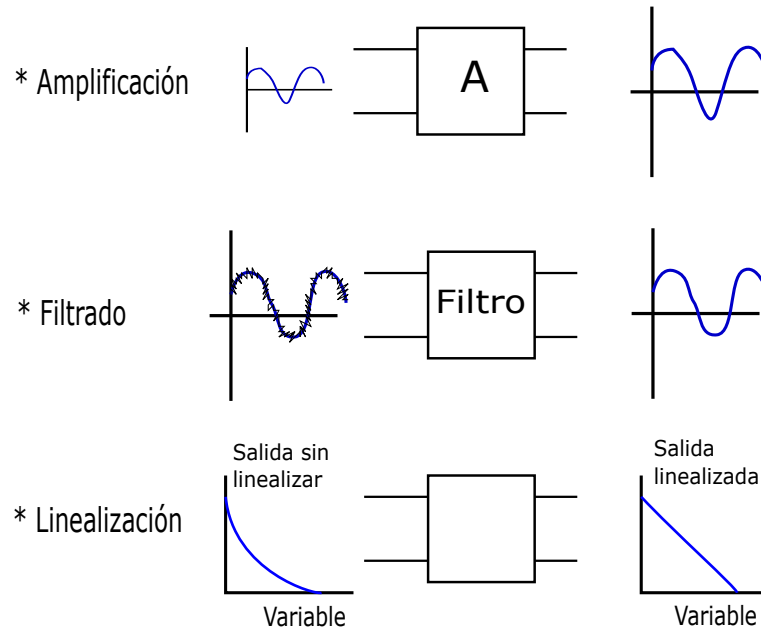 * Amplificación
A
* Filtrado
Filtro
* Linealización
Salida sin
linealizar
Variable
Salida
linealizada
Variable